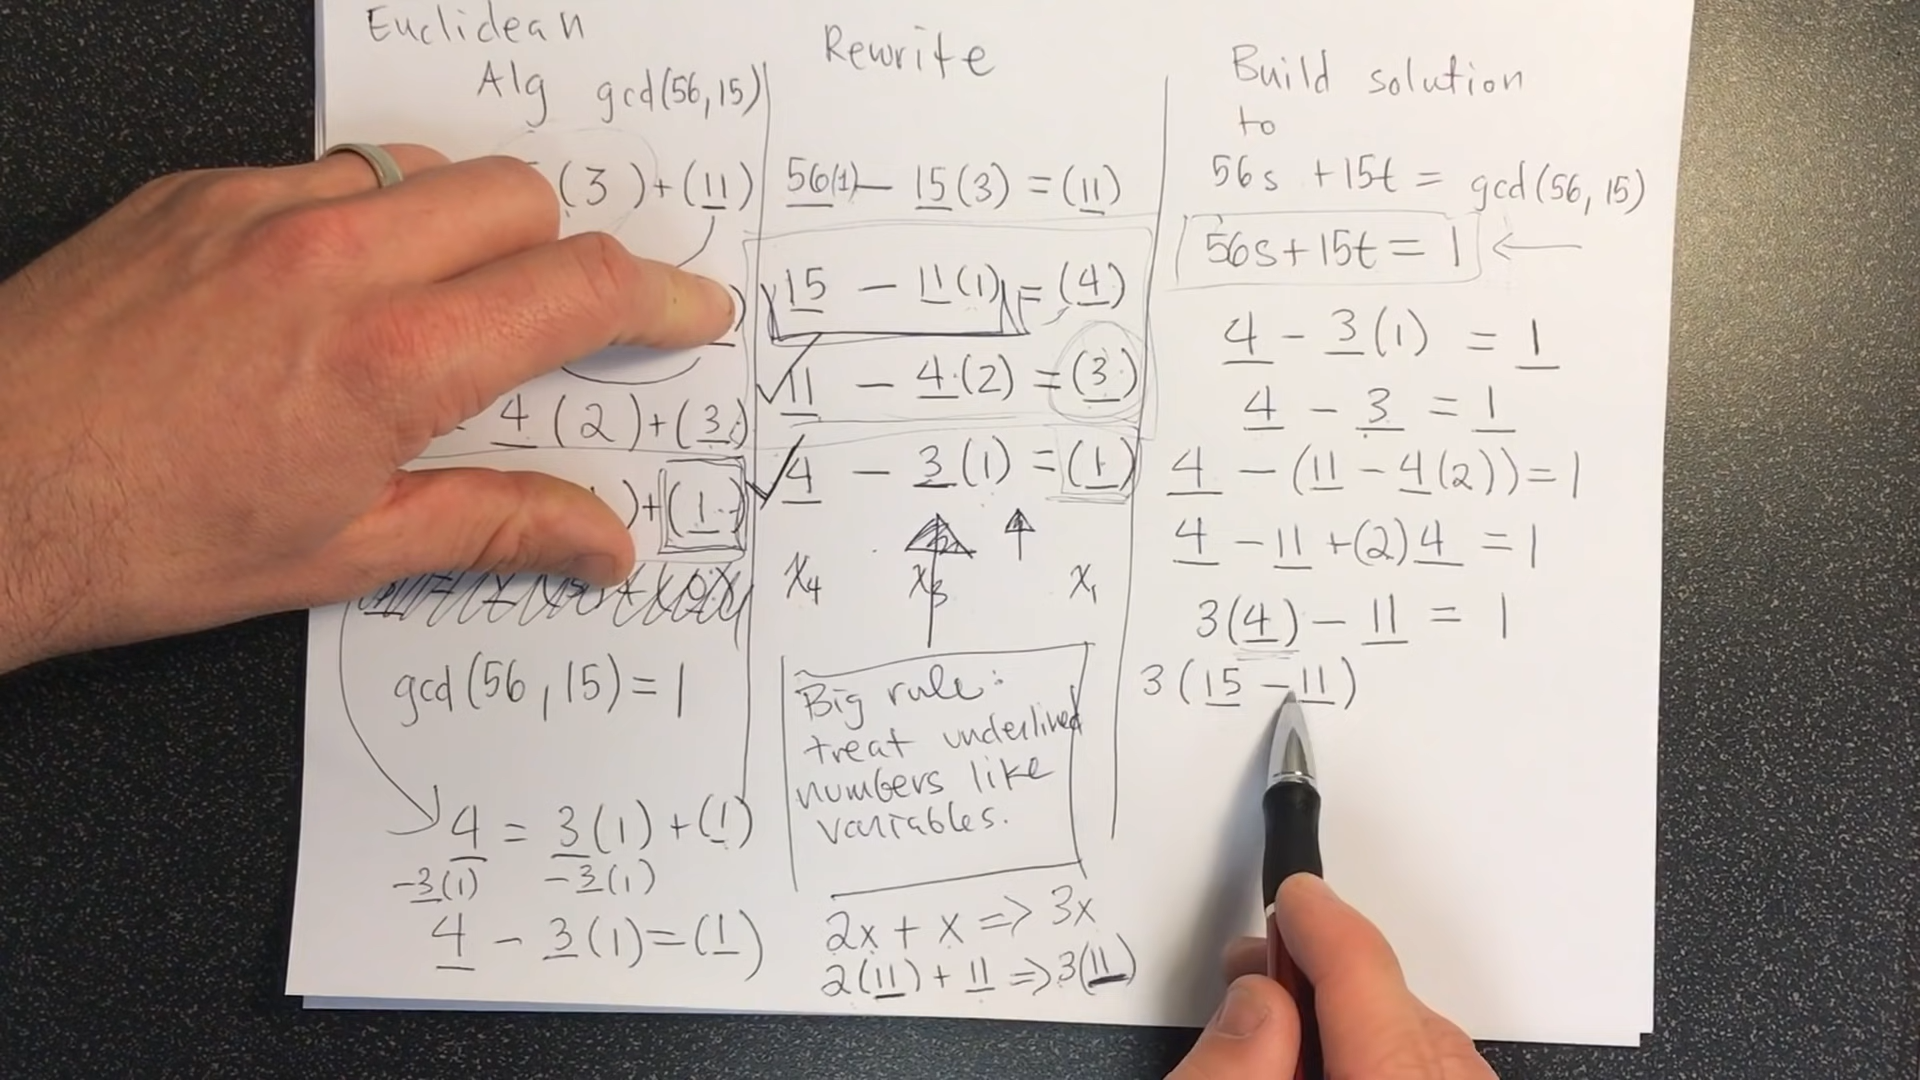 Euclidean
Alg gcd(56,15)
(3)+(11)
4(2)+(3)
)+(1)
gcd(56,15)=1
4 = 3(1)+(1)
-3(1) -3(1)
4 - 3(1)=(1)
Rewrite
56(1)- 15(3) =(11)
15 - 11(1) = (4)
11 - 4(2) = (3)
4 - 3(1) = (1)
x4 x3 x1
Big rule:
treat underlined
numbers like
variables.
2x + x => 3x
2(11) + 11 => 3(11)
Build solution
to
56s +15t = gcd(56,15)
56s+15t = 1
4 - 3(1) = 1
4 - 3 = 1
4 - (11 - 4(2))=1
4 - 11 +(2)4 = 1
3(4) - 11 = 1
3(15 - 11)